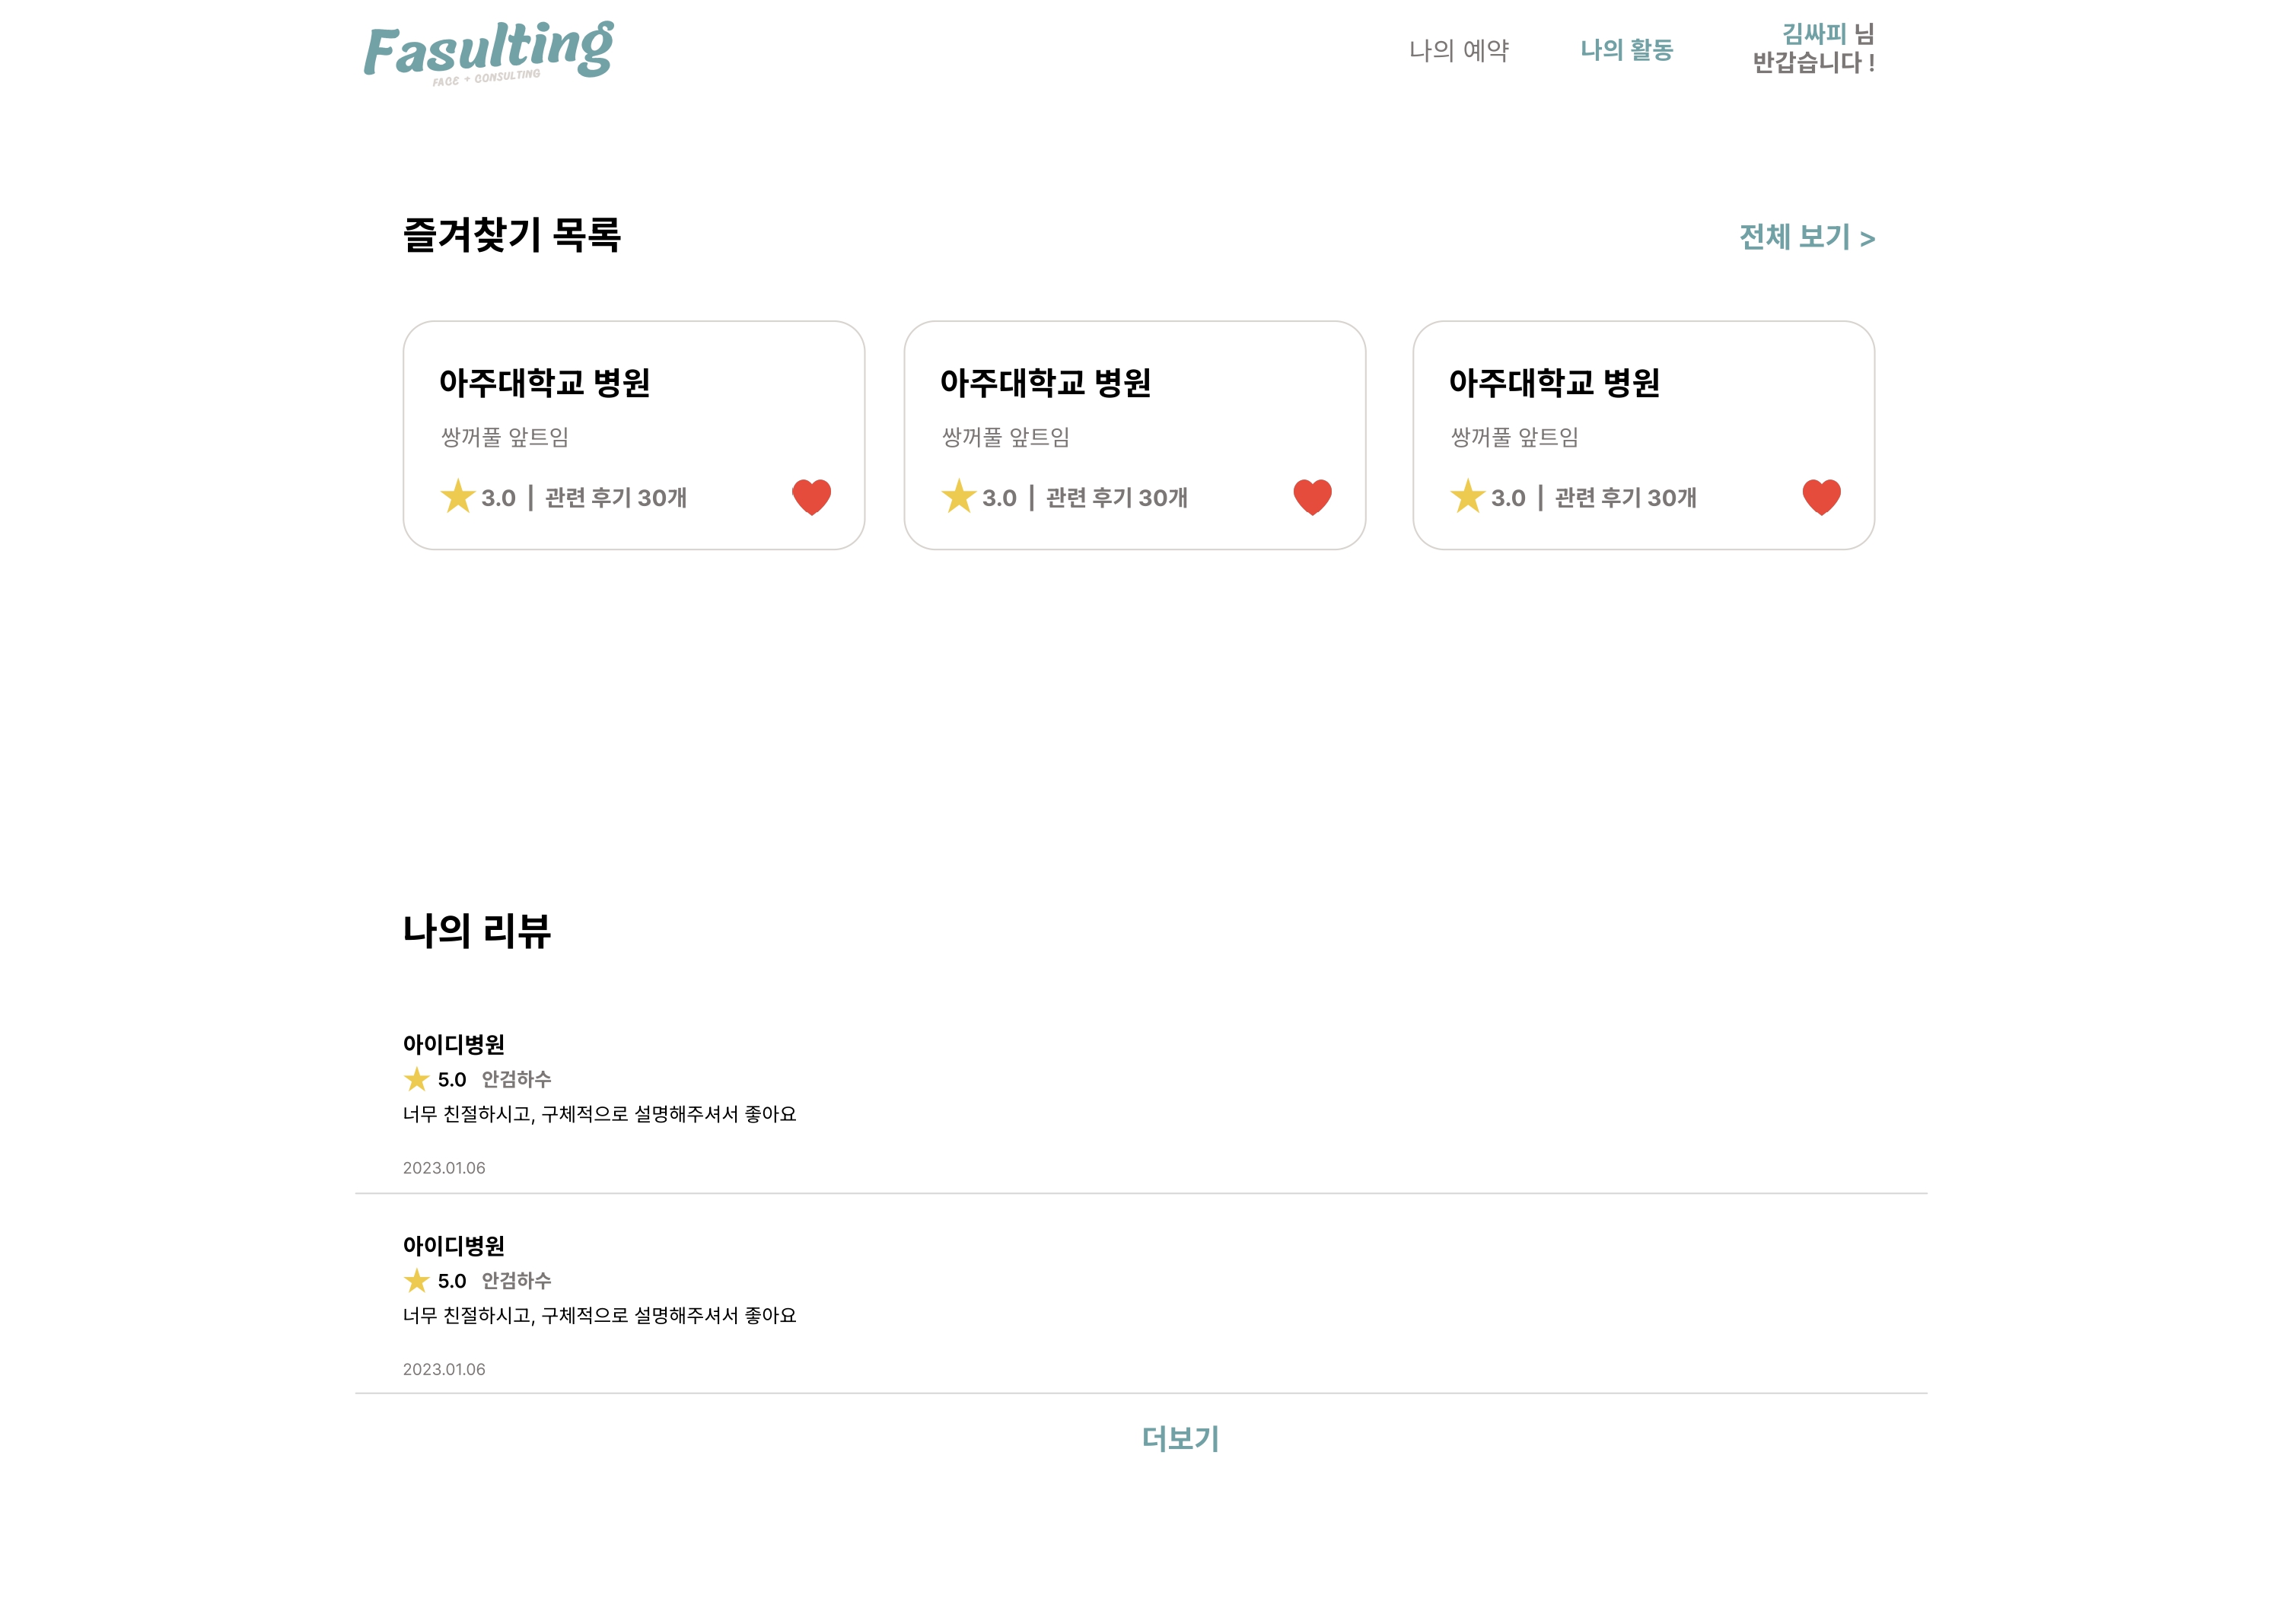 Fasulting
FACE + CONSULTING
나의 예약
나의 활동
김싸피 님
반갑습니다 !
즐겨찾기 목록
전체 보기 >
아주대학교 병원
쌍꺼풀 앞트임
3.0 | 관련 후기 30개
아주대학교 병원
쌍꺼풀 앞트임
3.0 | 관련 후기 30개
아주대학교 병원
쌍꺼풀 앞트임
3.0 | 관련 후기 30개
나의 리뷰
아이디병원
5.0 안검하수
너무 친절하시고, 구체적으로 설명해주셔서 좋아요
2023.01.06
아이디병원
5.0 안검하수
너무 친절하시고, 구체적으로 설명해주셔서 좋아요
2023.01.06
더보기